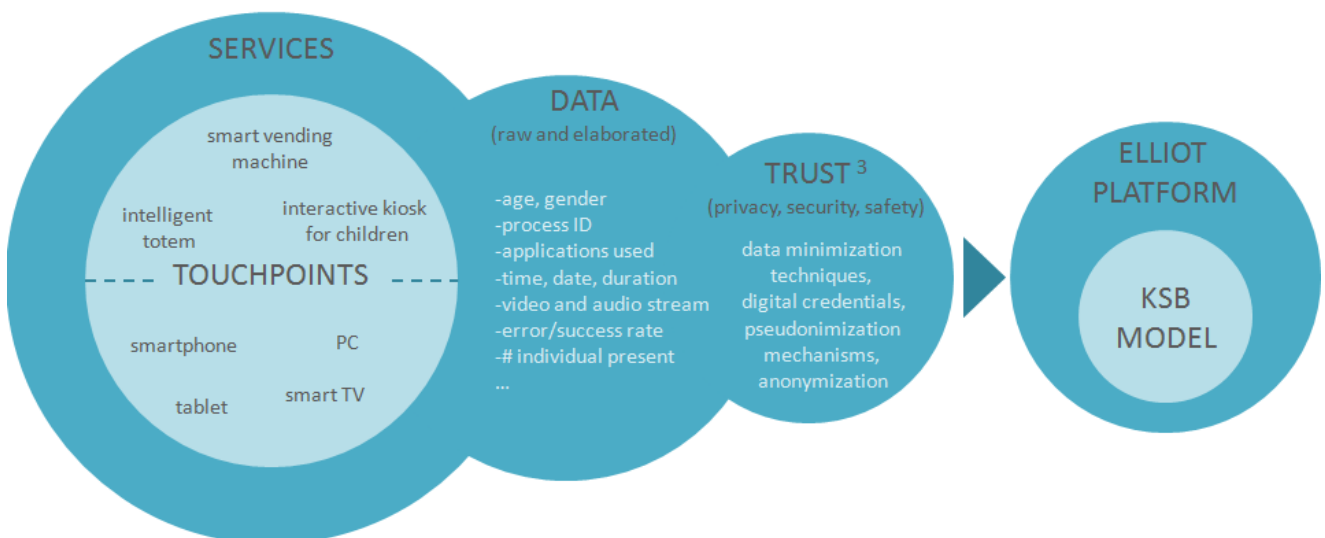 SERVICES
smart vending
machine
intelligent
totem
interactive kiosk
for children
TOUCHPOINTS
smartphone
PC
tablet
smart TV
DATA
(raw and elaborated)
-age, gender
-process ID
-applications used
-time, date, duration
-video and audio stream
-error/success rate
-# individual present
...
TRUST ³
(privacy, security, safety)
data minimization
techniques,
digital credentials,
pseudonimization
mechanisms,
anonymization
ELLIOT
PLATFORM
KSB
MODEL